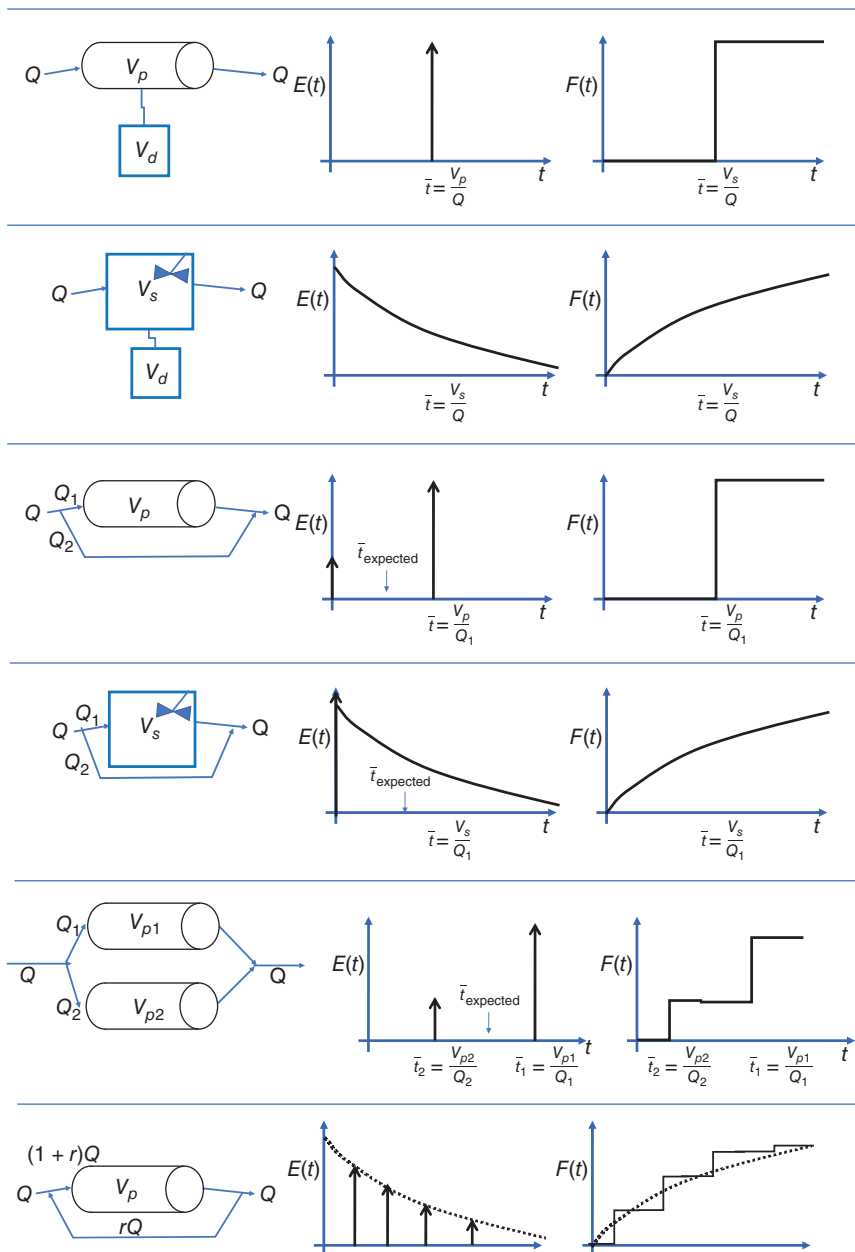 Q V_p Q
V_d
E(t)
t̄ = V_p/Q
t
F(t)
t̄ = V_s/Q
t
Q V_s Q
V_d
E(t)
t̄ = V_s/Q
t
F(t)
t̄ = V_s/Q
t
Q Q_1 V_p Q
Q_2
E(t)
t̄_expected
t̄ = V_p/Q_1
t
F(t)
t̄ = V_p/Q_1
t
Q Q_1 V_s Q
Q_2
E(t)
t̄_expected
t̄ = V_s/Q_1
t
F(t)
t̄ = V_s/Q_1
t
Q_1 V_p1
Q Q
Q_2 V_p2
E(t)
t̄_expected
t̄_2 = V_p2/Q_2 t̄_1 = V_p1/Q_1
t
F(t)
t̄_2 = V_p2/Q_2 t̄_1 = V_p1/Q_1
t
(1 + r)Q
Q V_p Q
rQ
E(t)
F(t)